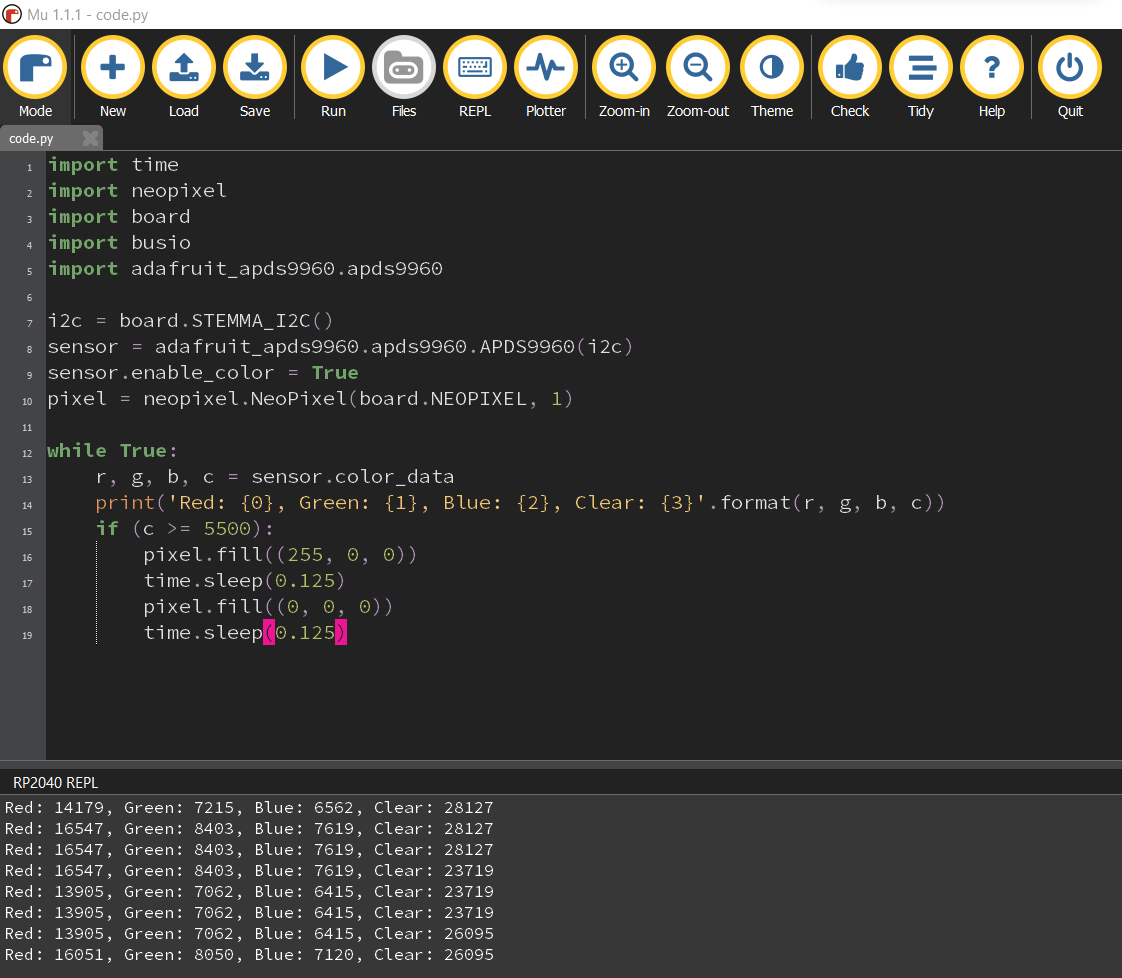 Mu 1.1.1 - code.py
Mode New Load Save Run Files REPL Plotter Zoom-in Zoom-out Theme Check Tidy Help Quit
code.py
1 import time
2 import neopixel
3 import board
4 import busio
5 import adafruit_apds9960.apds9960
6
7 i2c = board.STEMMA_I2C()
8 sensor = adafruit_apds9960.apds9960.APDS9960(i2c)
9 sensor.enable_color = True
10 pixel = neopixel.NeoPixel(board.NEOPIXEL, 1)
11
12 while True:
13     r, g, b, c = sensor.color_data
14     print('Red: {0}, Green: {1}, Blue: {2}, Clear: {3}'.format(r, g, b, c))
15     if (c >= 5500):
16         pixel.fill((255, 0, 0))
17         time.sleep(0.125)
18         pixel.fill((0, 0, 0))
19         time.sleep(0.125)
RP2040 REPL
Red: 14179, Green: 7215, Blue: 6562, Clear: 28127
Red: 16547, Green: 8403, Blue: 7619, Clear: 28127
Red: 16547, Green: 8403, Blue: 7619, Clear: 28127
Red: 16547, Green: 8403, Blue: 7619, Clear: 23719
Red: 13905, Green: 7062, Blue: 6415, Clear: 23719
Red: 13905, Green: 7062, Blue: 6415, Clear: 23719
Red: 13905, Green: 7062, Blue: 6415, Clear: 26095
Red: 16051, Green: 8050, Blue: 7120, Clear: 26095